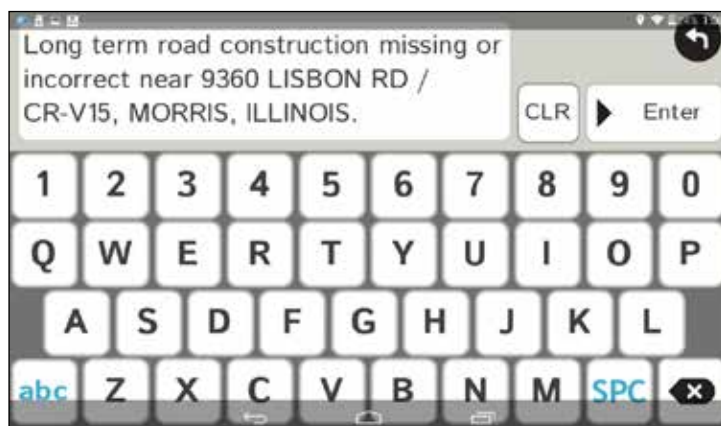 Long term road construction missing or
incorrect near 9360 LISBON RD /
CR-V15, MORRIS, ILLINOIS.
CLR Enter
1 2 3 4 5 6 7 8 9 0
Q W E R T Y U I O P
A S D F G H J K L
abc Z X C V B N M SPC